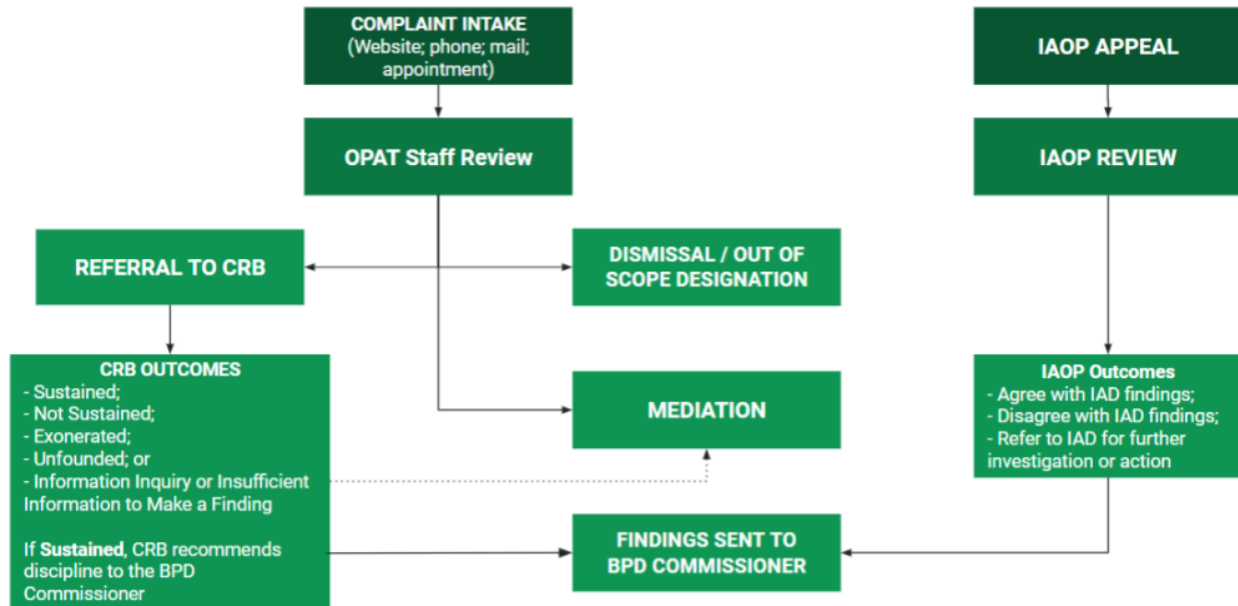 COMPLAINT INTAKE
(Website; phone; mail;
appointment)
IAOP APPEAL
OPAT Staff Review
IAOP REVIEW
REFERRAL TO CRB
DISMISSAL / OUT OF
SCOPE DESIGNATION
CRB OUTCOMES
- Sustained;
- Not Sustained;
- Exonerated;
- Unfounded; or
- Information Inquiry or Insufficient
Information to Make a Finding
If Sustained, CRB recommends
discipline to the BPD
Commissioner
MEDIATION
IAOP Outcomes
- Agree with IAD findings;
- Disagree with IAD findings;
- Refer to IAD for further
investigation or action
FINDINGS SENT TO
BPD COMMISSIONER